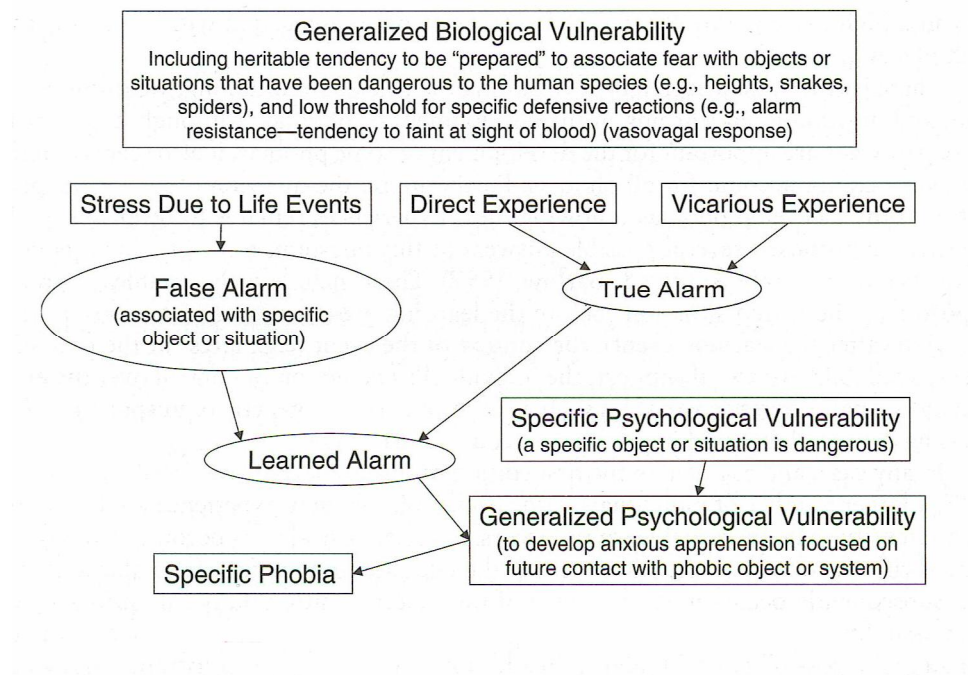 Generalized Biological Vulnerability
Including heritable tendency to be “prepared” to associate fear with objects or
situations that have been dangerous to the human species (e.g., heights, snakes,
spiders), and low threshold for specific defensive reactions (e.g., alarm
resistance—tendency to faint at sight of blood) (vasovagal response)
Stress Due to Life Events
Direct Experience
Vicarious Experience
False Alarm
(associated with specific
object or situation)
True Alarm
Specific Psychological Vulnerability
(a specific object or situation is dangerous)
Learned Alarm
Generalized Psychological Vulnerability
(to develop anxious apprehension focused on
future contact with phobic object or system)
Specific Phobia